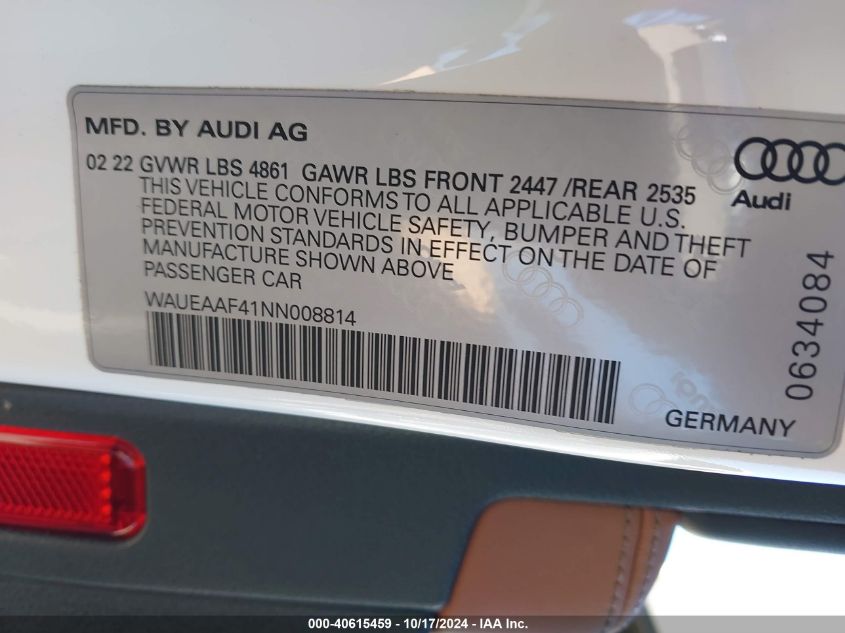 MFD. BY AUDI AG
02 22 GVWR LBS 4861 GAWR LBS FRONT 2447 /REAR 2535
THIS VEHICLE CONFORMS TO ALL APPLICABLE U.S.
FEDERAL MOTOR VEHICLE SAFETY, BUMPER AND THEFT
PREVENTION STANDARDS IN EFFECT ON THE DATE OF
MANUFACTURE SHOWN ABOVE
PASSENGER CAR
WAUEAAF41NN008814
Audi
0634084
GERMANY
000-40615459 - 10/17/2024 - IAA Inc.